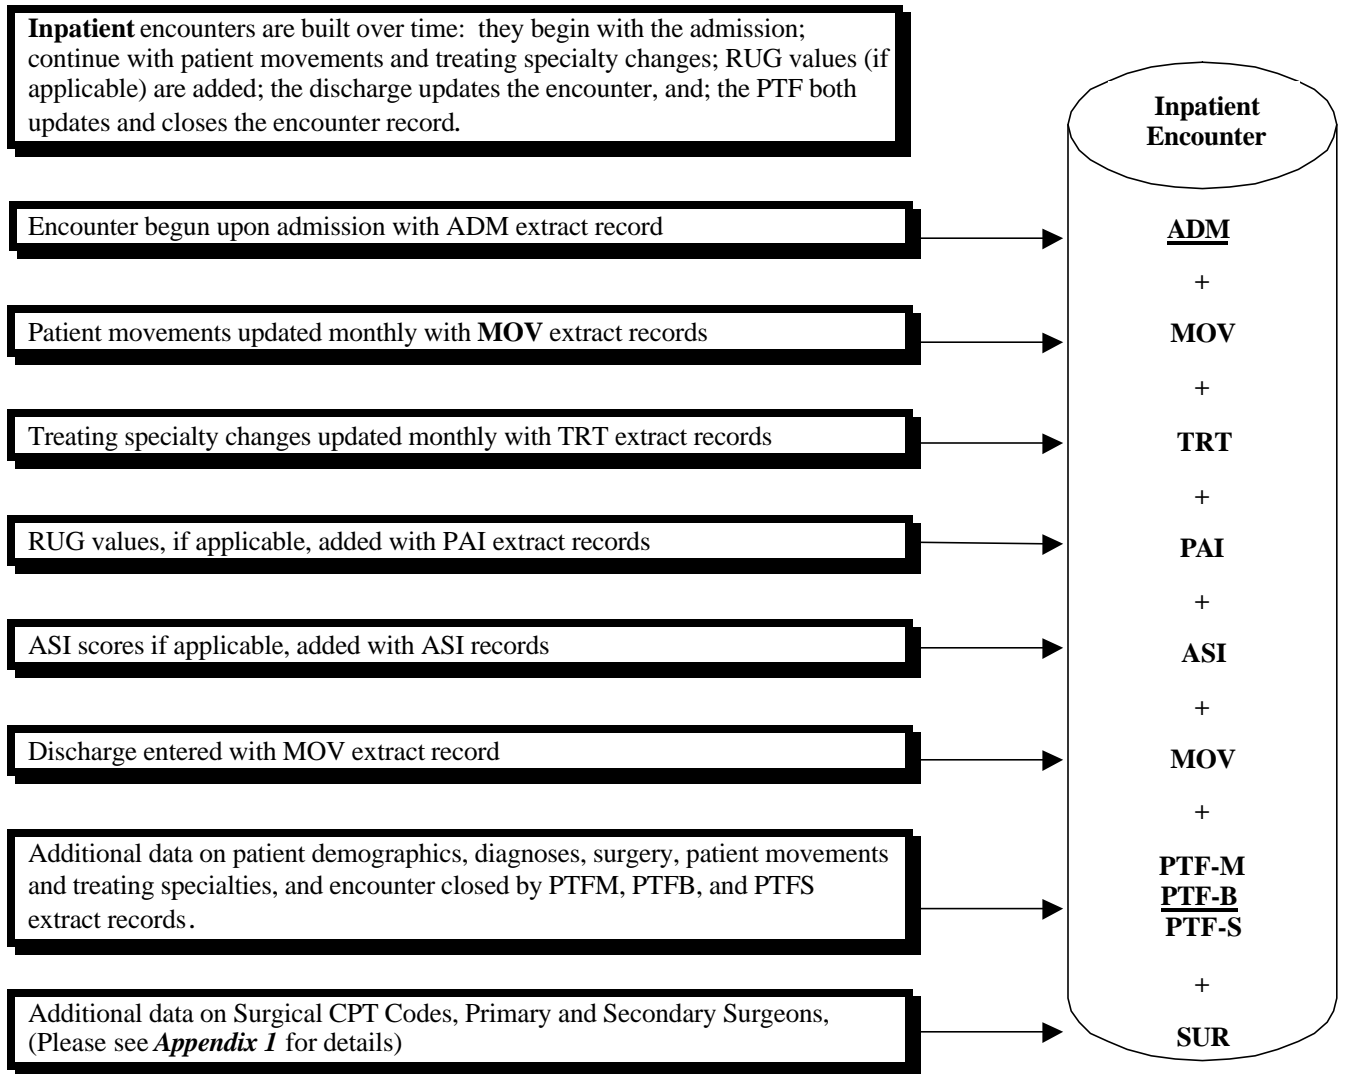 Inpatient encounters are built over time:  they begin with the admission;
continue with patient movements and treating specialty changes; RUG values (if
applicable) are added; the discharge updates the encounter, and; the PTF both
updates and closes the encounter record.
Inpatient
Encounter
Encounter begun upon admission with ADM extract record
ADM
+
Patient movements updated monthly with MOV extract records
MOV
+
Treating specialty changes updated monthly with TRT extract records
TRT
+
RUG values, if applicable, added with PAI extract records
PAI
+
ASI scores if applicable, added with ASI records
ASI
+
Discharge entered with MOV extract record
MOV
+
Additional data on patient demographics, diagnoses, surgery, patient movements
and treating specialties, and encounter closed by PTFM, PTFB, and PTFS
extract records.
PTF-M
PTF-B
PTF-S
+
Additional data on Surgical CPT Codes, Primary and Secondary Surgeons,
(Please see Appendix 1 for details)
SUR